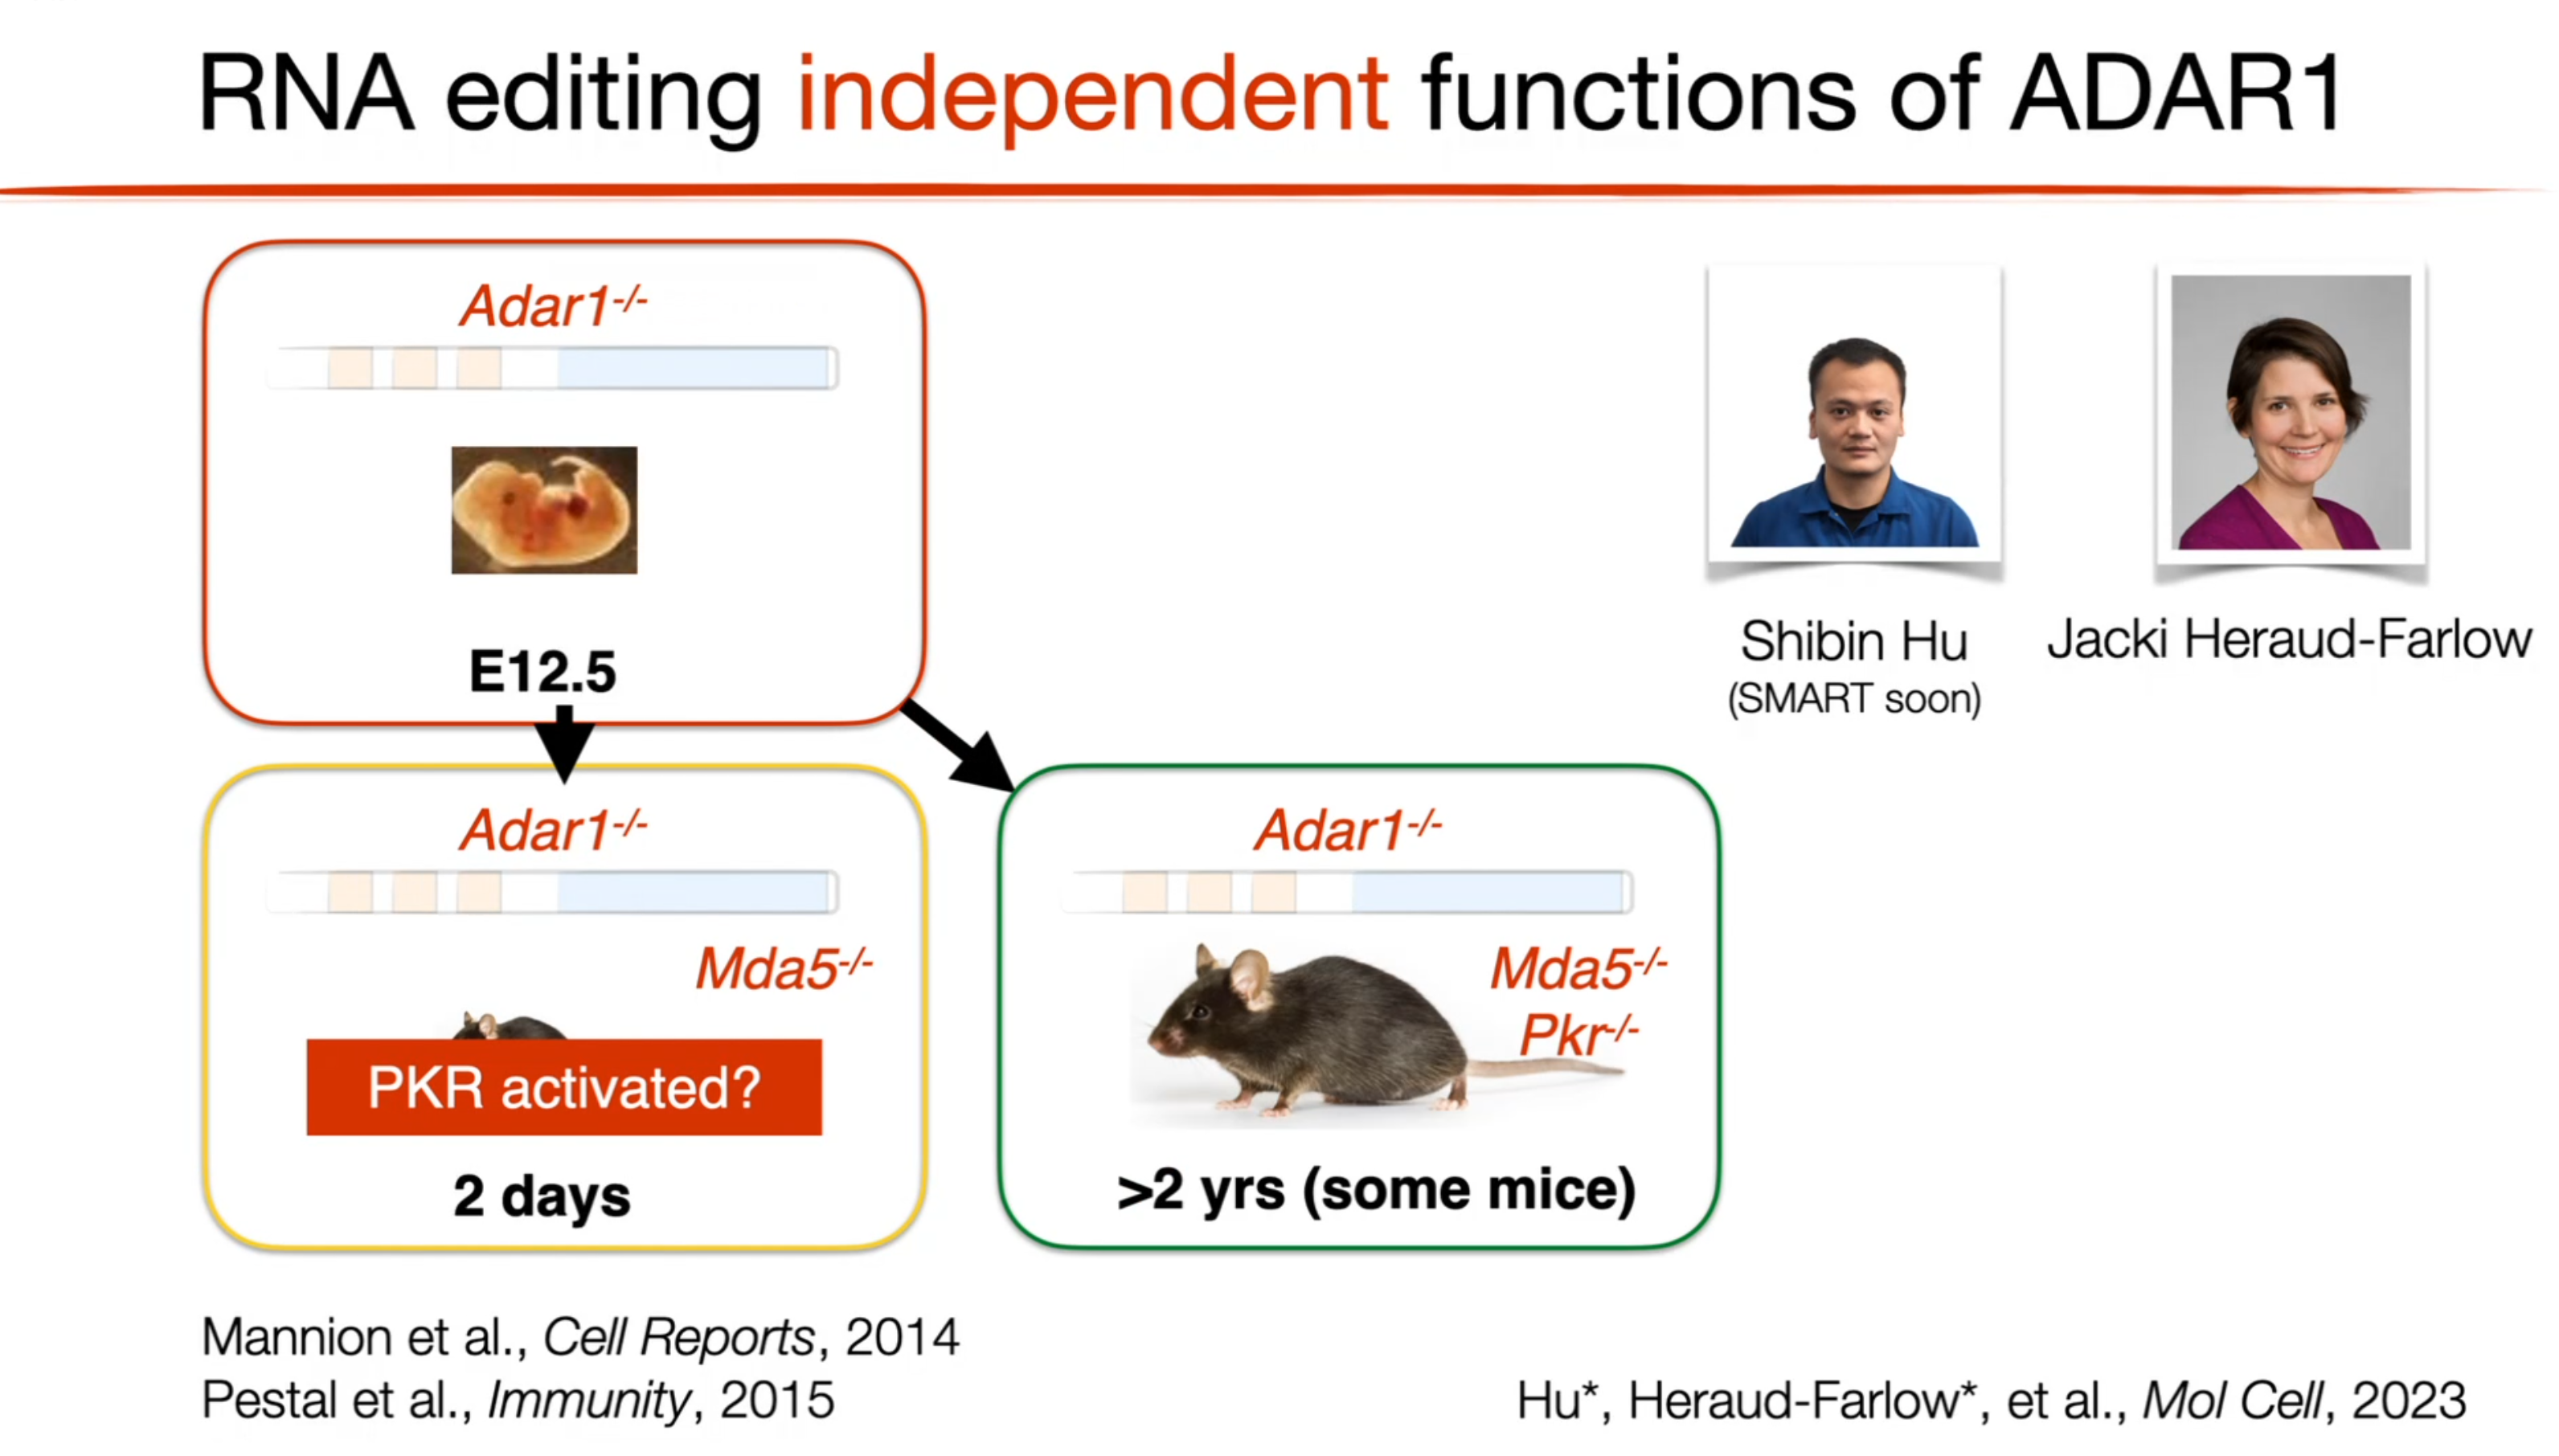 RNA editing independent functions of ADAR1
Adar1-/-
E12.5
Shibin Hu
(SMART soon)
Jacki Heraud-Farlow
Adar1-/-
Mda5-/-
PKR activated?
2 days
Adar1-/-
Mda5-/-
Pkr-/-
>2 yrs (some mice)
Mannion et al., Cell Reports, 2014
Pestal et al., Immunity, 2015
Hu*, Heraud-Farlow*, et al., Mol Cell, 2023